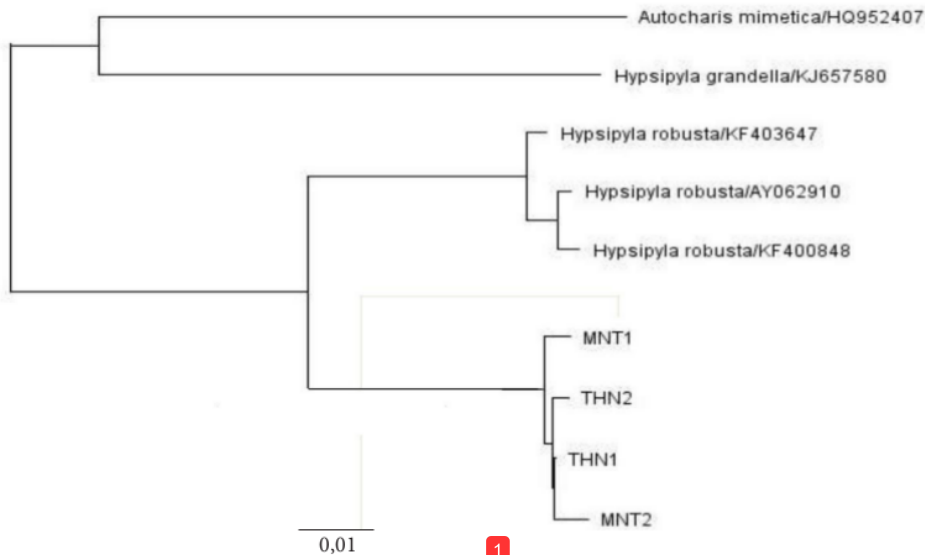 Autocharis mimetica/HQ952407
Hypsipyla grandella/KJ657580
Hypsipyla robusta/KF403647
Hypsipyla robusta/AY062910
Hypsipyla robusta/KF400848
MNT1
THN2
THN1
MNT2
0,01
1